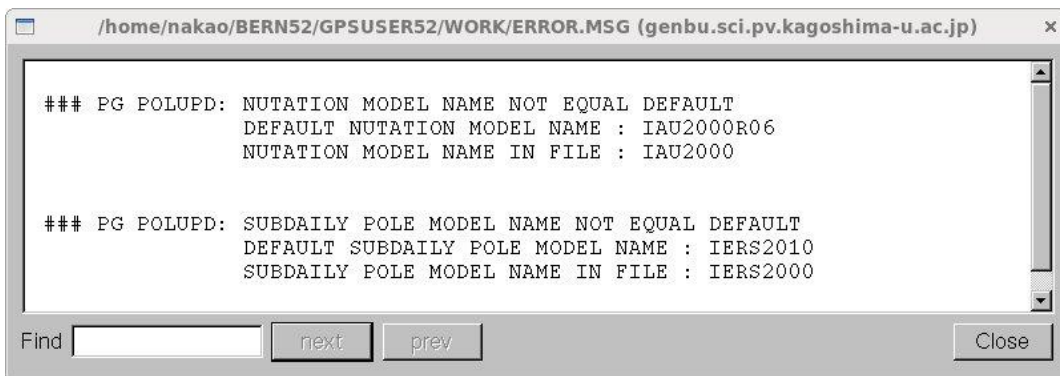 /home/nakao/BERN52/GPSUSER52/WORK/ERROR.MSG (genbu.sci.pv.kagoshima-u.ac.jp)
### PG POLUPD: NUTATION MODEL NAME NOT EQUAL DEFAULT
DEFAULT NUTATION MODEL NAME : IAU2000R06
NUTATION MODEL NAME IN FILE : IAU2000
### PG POLUPD: SUBDAILY POLE MODEL NAME NOT EQUAL DEFAULT
DEFAULT SUBDAILY POLE MODEL NAME : IERS2010
SUBDAILY POLE MODEL NAME IN FILE : IERS2000
Find next prev Close